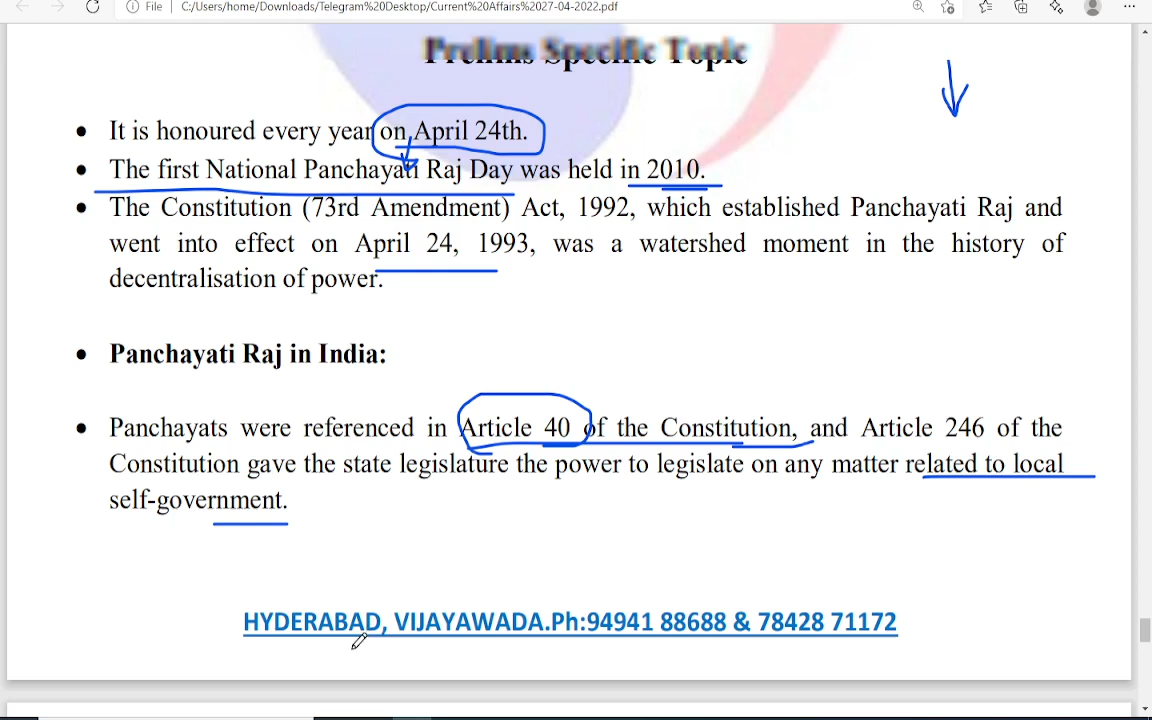 File | C:/Users/home/Downloads/Telegram%20Desktop/Current%20Affairs%2027-04-2022.pdf
Prelims Specific Topic
• It is honoured every year on April 24th.
• The first National Panchayati Raj Day was held in 2010.
• The Constitution (73rd Amendment) Act, 1992, which established Panchayati Raj and
went into effect on April 24, 1993, was a watershed moment in the history of
decentralisation of power.
• Panchayati Raj in India:
• Panchayats were referenced in Article 40 of the Constitution, and Article 246 of the
Constitution gave the state legislature the power to legislate on any matter related to local
self-government.
HYDERABAD, VIJAYAWADA.Ph:94941 88688 & 78428 71172